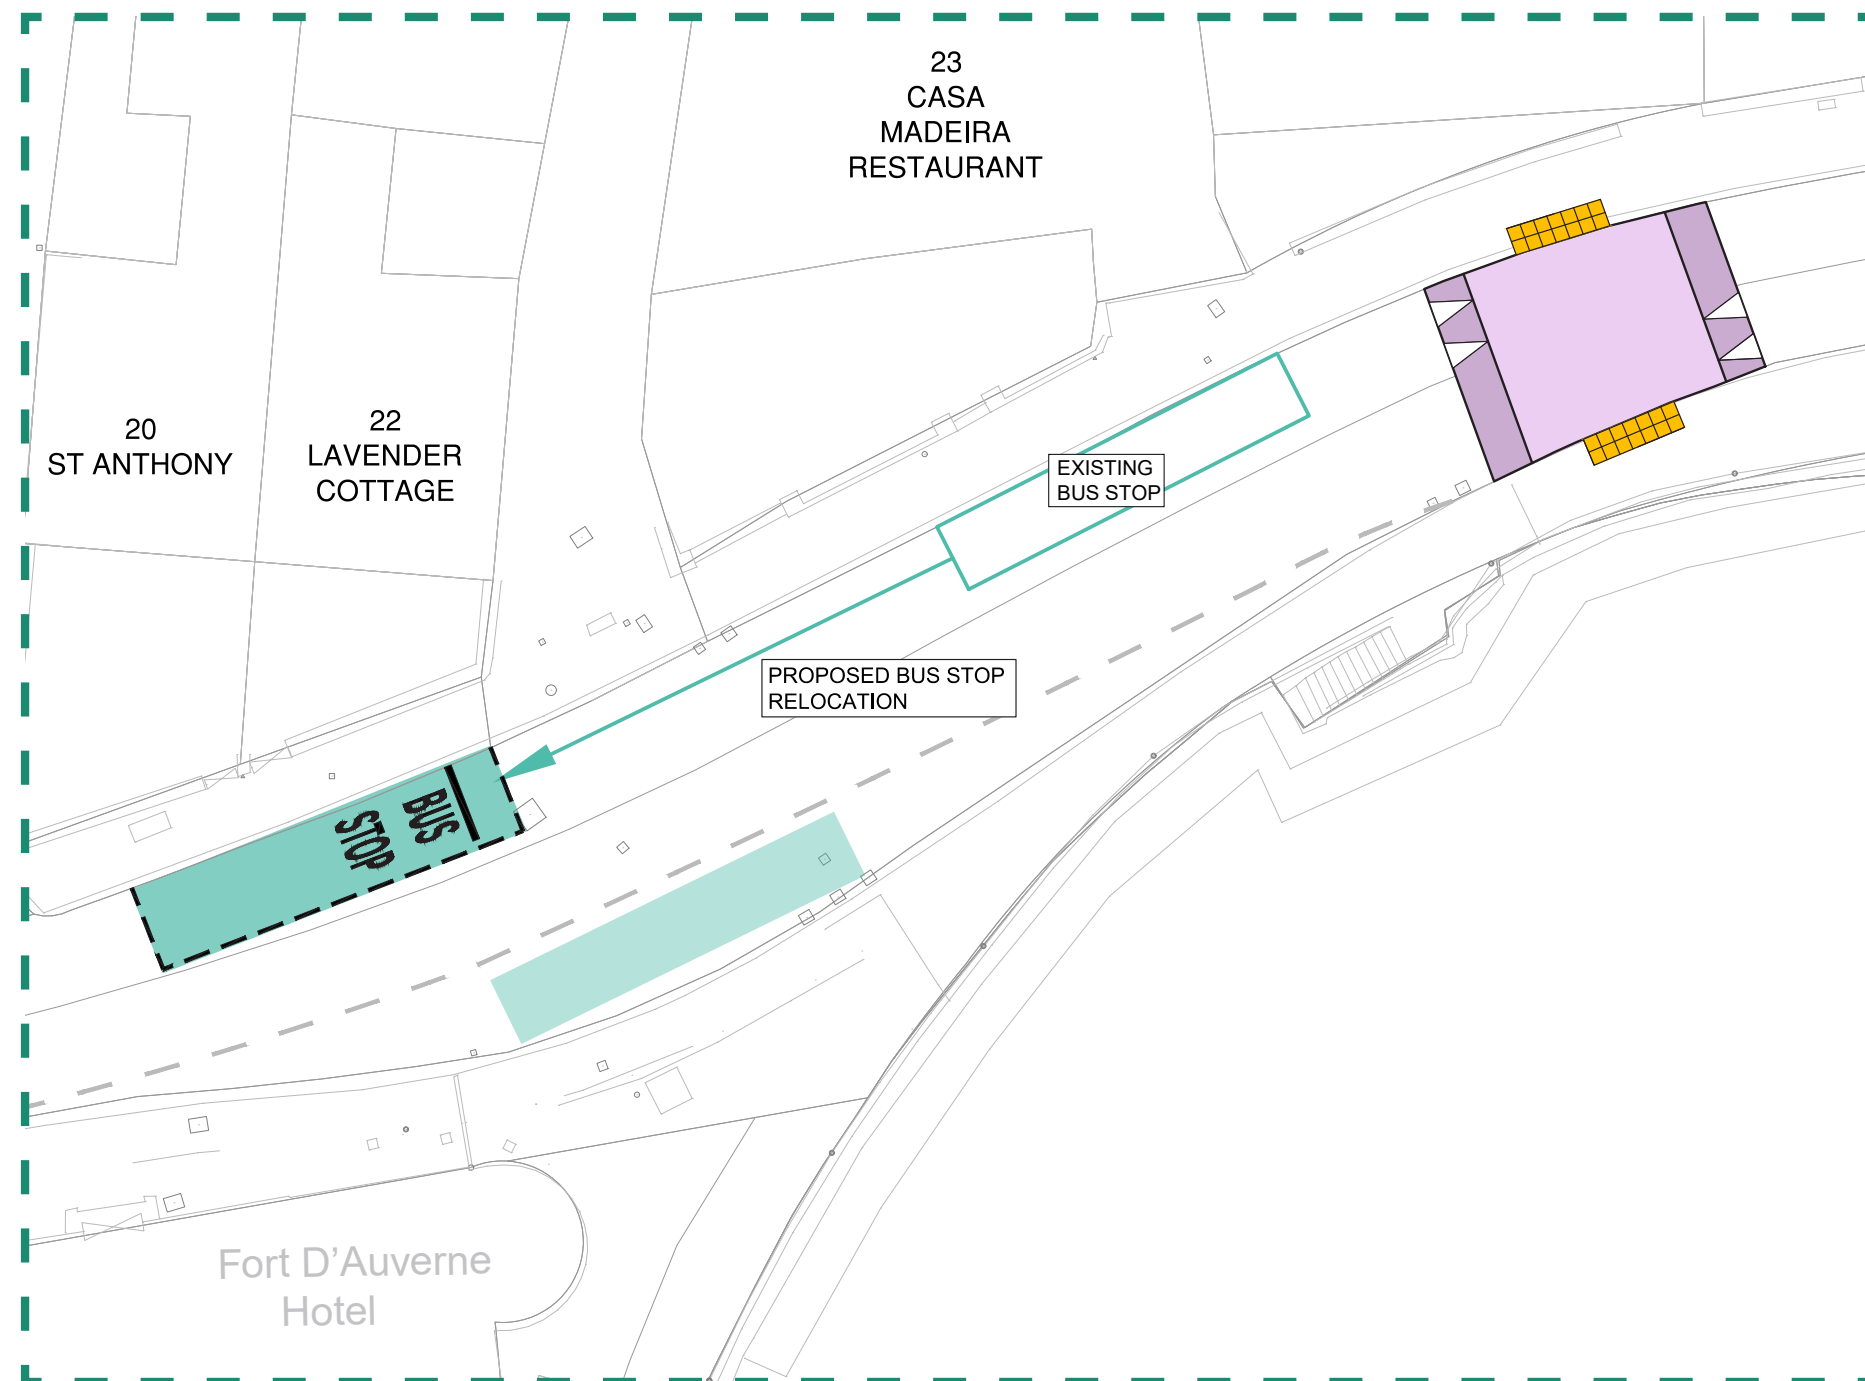 23
CASA
MADEIRA
RESTAURANT
20
ST ANTHONY
22
LAVENDER
COTTAGE
EXISTING
BUS STOP
PROPOSED BUS STOP
RELOCATION
BUS
STOP
Fort D'Auverne
Hotel